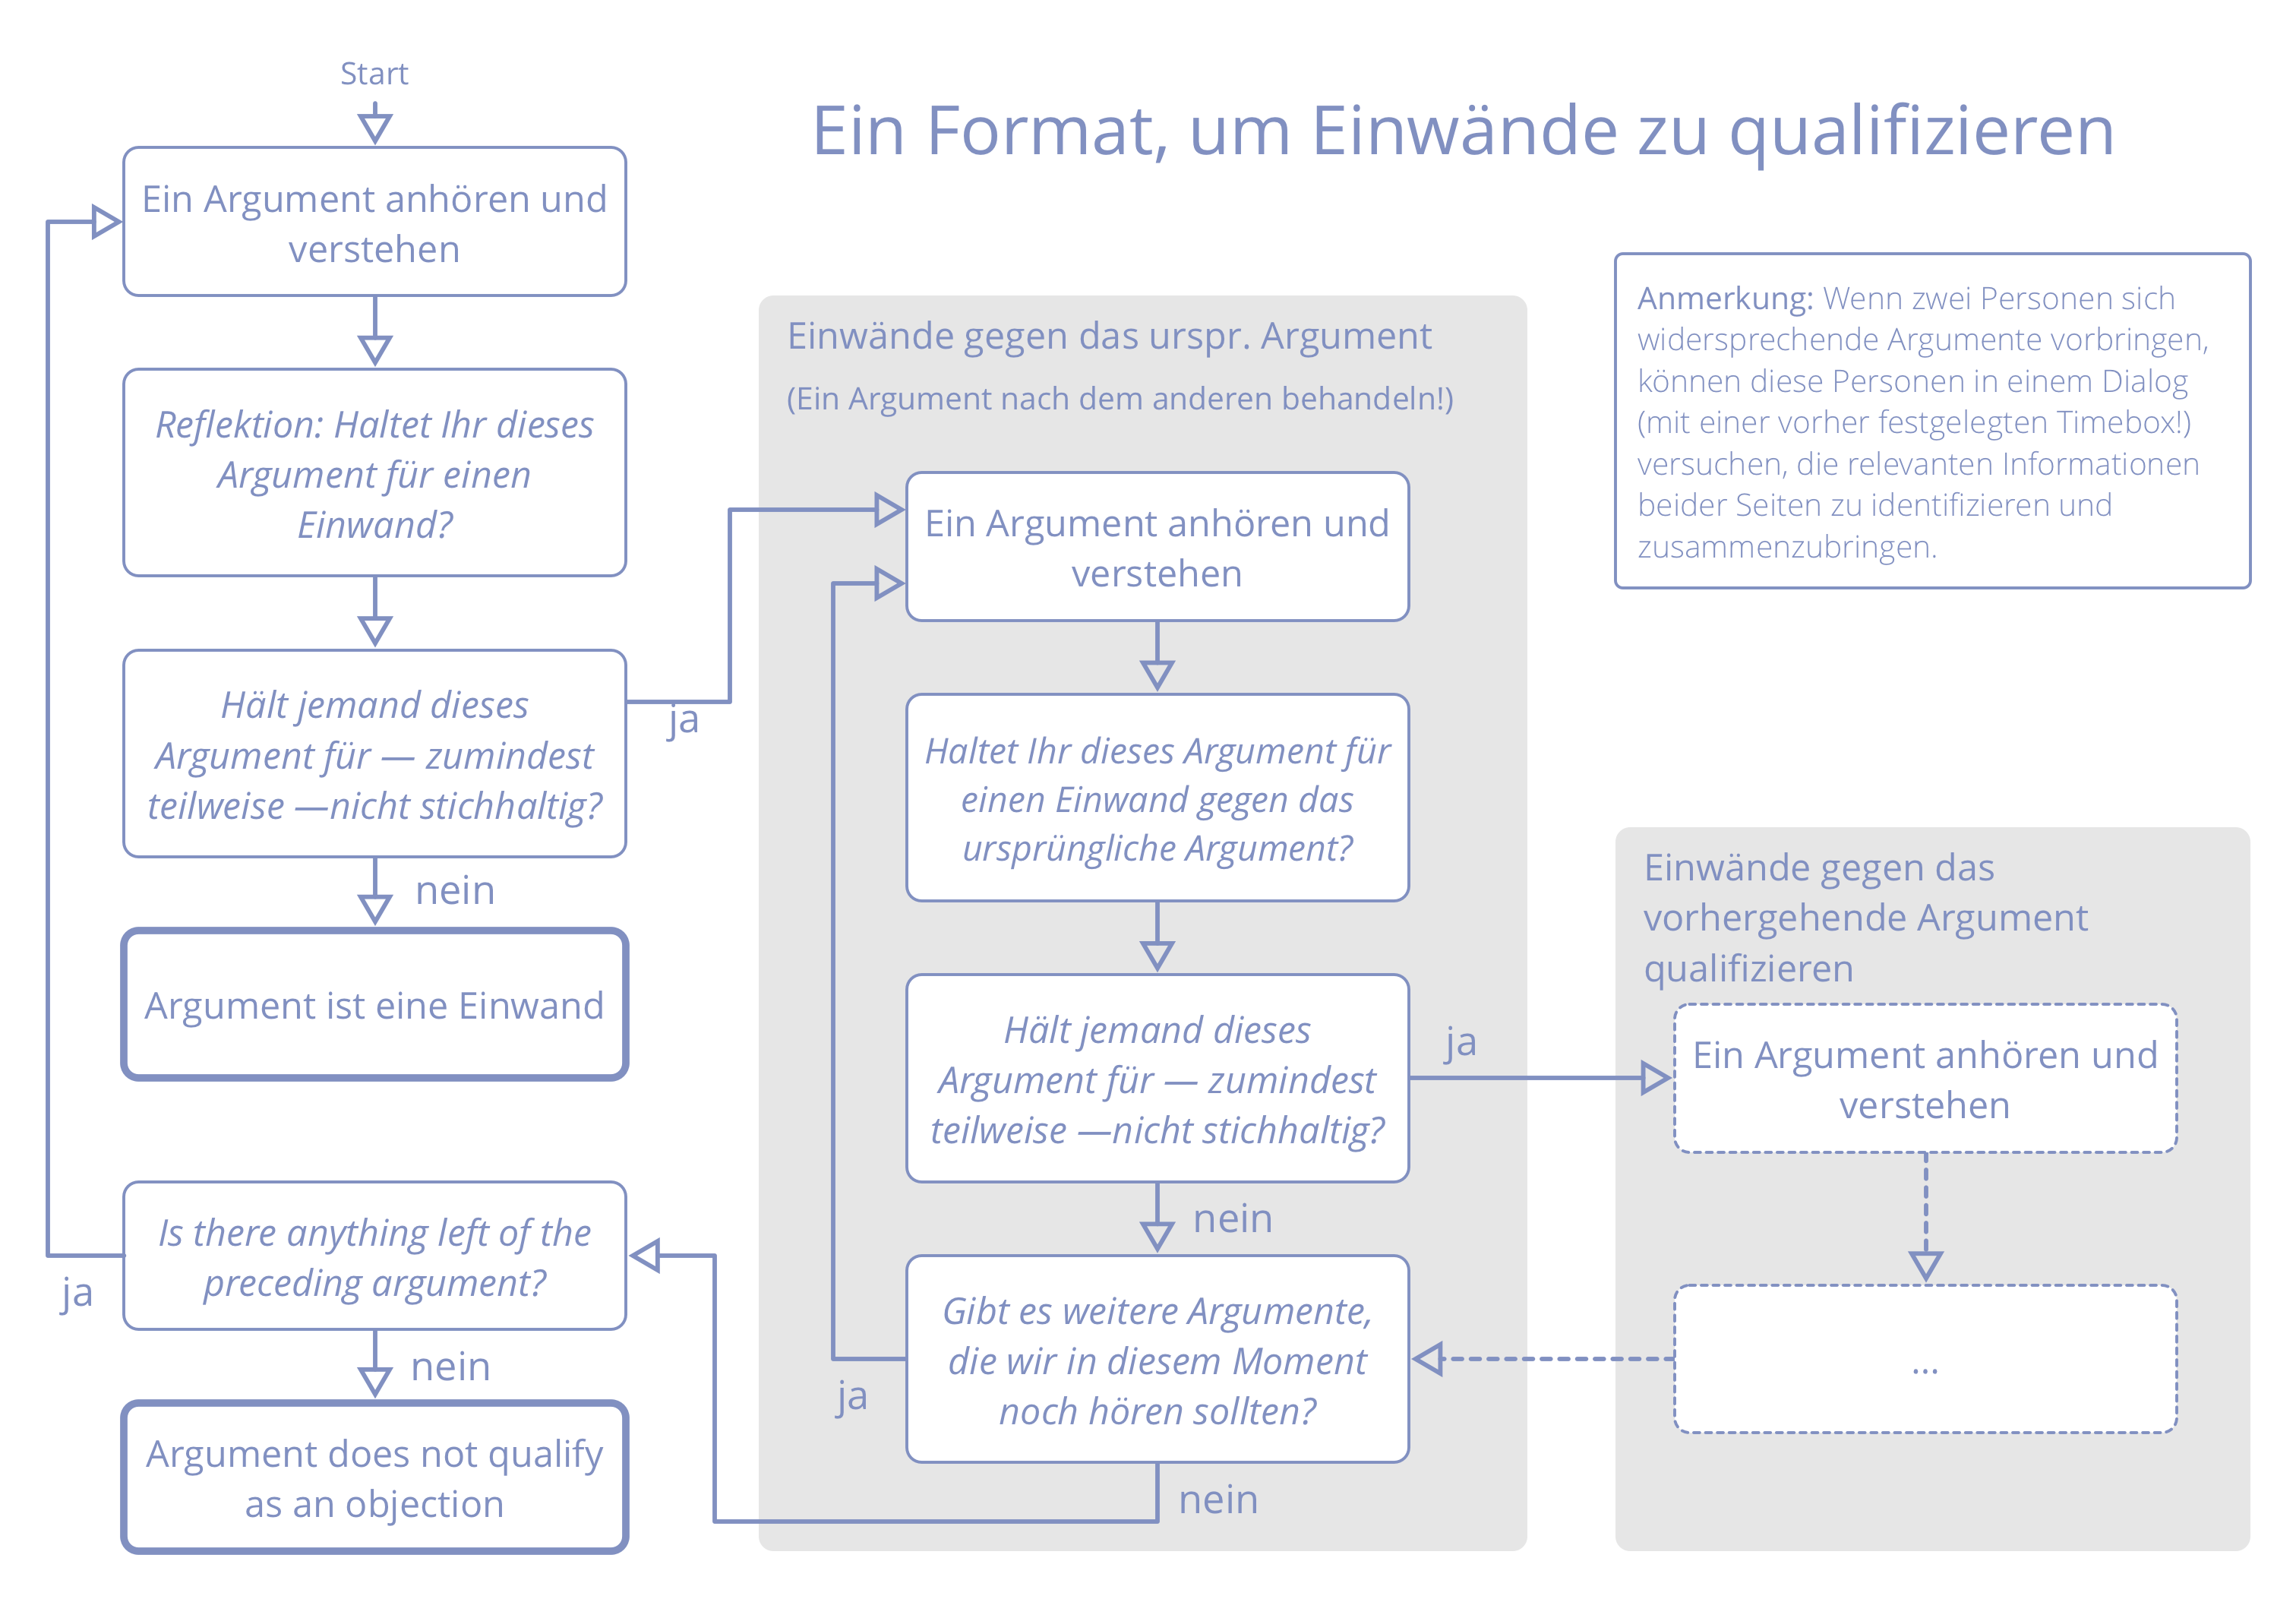 Start
Ein Format, um Einwände zu qualifizieren
Ein Argument anhören und
verstehen
Reflektion: Haltet Ihr dieses
Argument für einen
Einwand?
Hält jemand dieses
Argument für — zumindest
teilweise —nicht stichhaltig?
ja
nein
Argument ist eine Einwand
Is there anything left of the
preceding argument?
ja
nein
Argument does not qualify
as an objection
Einwände gegen das urspr. Argument
(Ein Argument nach dem anderen behandeln!)
Ein Argument anhören und
verstehen
Haltet Ihr dieses Argument für
einen Einwand gegen das
ursprüngliche Argument?
Hält jemand dieses
Argument für — zumindest
teilweise —nicht stichhaltig?
ja
nein
Gibt es weitere Argumente,
die wir in diesem Moment
noch hören sollten?
ja
nein
Anmerkung: Wenn zwei Personen sich
widersprechende Argumente vorbringen,
können diese Personen in einem Dialog
(mit einer vorher festgelegten Timebox!)
versuchen, die relevanten Informationen
beider Seiten zu identifizieren und
zusammenzubringen.
Einwände gegen das
vorhergehende Argument
qualifizieren
Ein Argument anhören und
verstehen
...